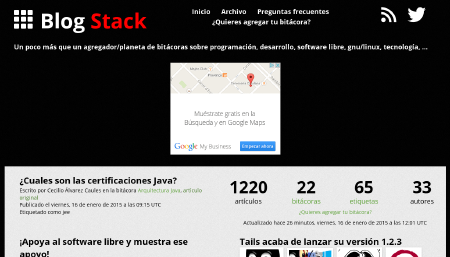 Blog Stack
Inicio Archivo Preguntas frecuentes
¿Quieres agregar tu bitácora?
Un poco más que un agregador/planeta de bitácoras sobre programación, desarrollo, software libre, gnu/linux, tecnología, ...
Muéstrate gratis en la
Búsqueda y en Google Maps
Google My Business
Empezar ahora
¿Cuales son las certificaciones Java?
Escrito por Cecilio Álvarez Caules en la bitácora Arquitectura Java, artículo
original
Publicado el viernes, 16 de enero de 2015 a las 09:15 UTC
Etiquetado como jee
1220 22 65 33
artículos bitácoras etiquetas autores
¿Quieres agregar tu bitácora?
Actualizado hace 26 minutos, viernes, 16 de enero de 2015 a las 12:01 UTC
¡Apoya al software libre y muestra ese
apoyo!
Tails acaba de lanzar su versión 1.2.3